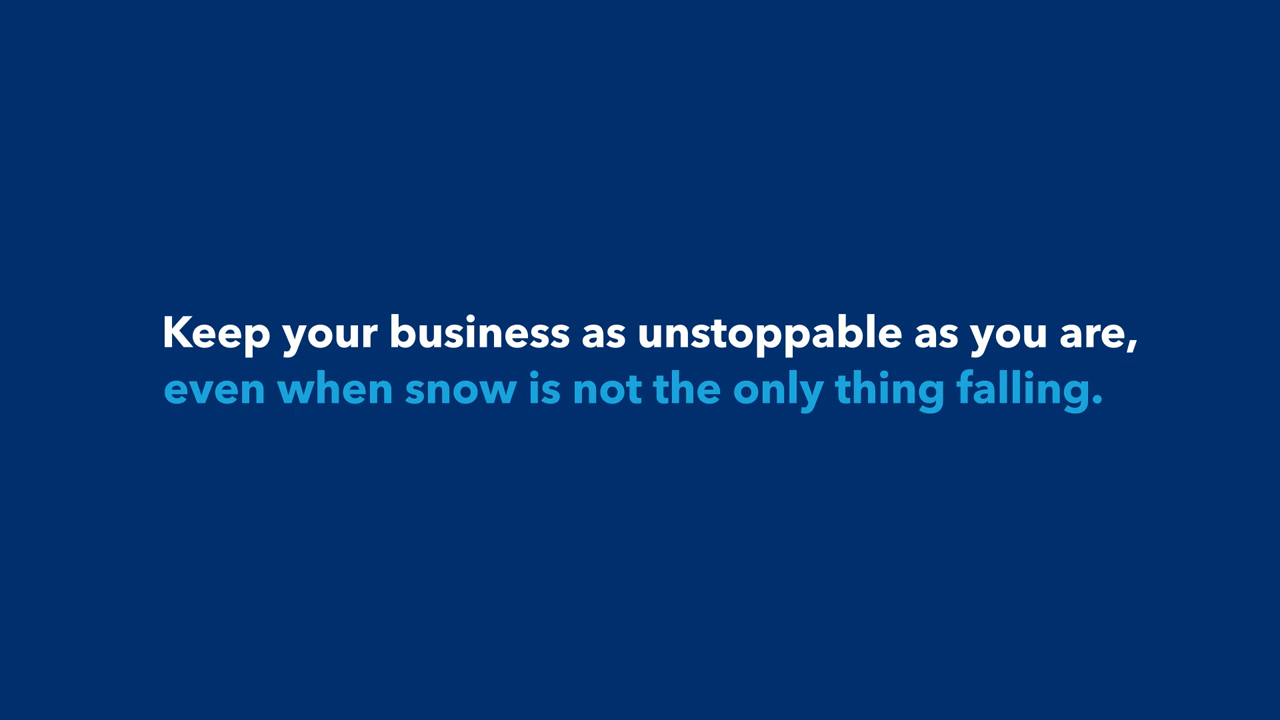 Keep your business as unstoppable as you are,
even when snow is not the only thing falling.